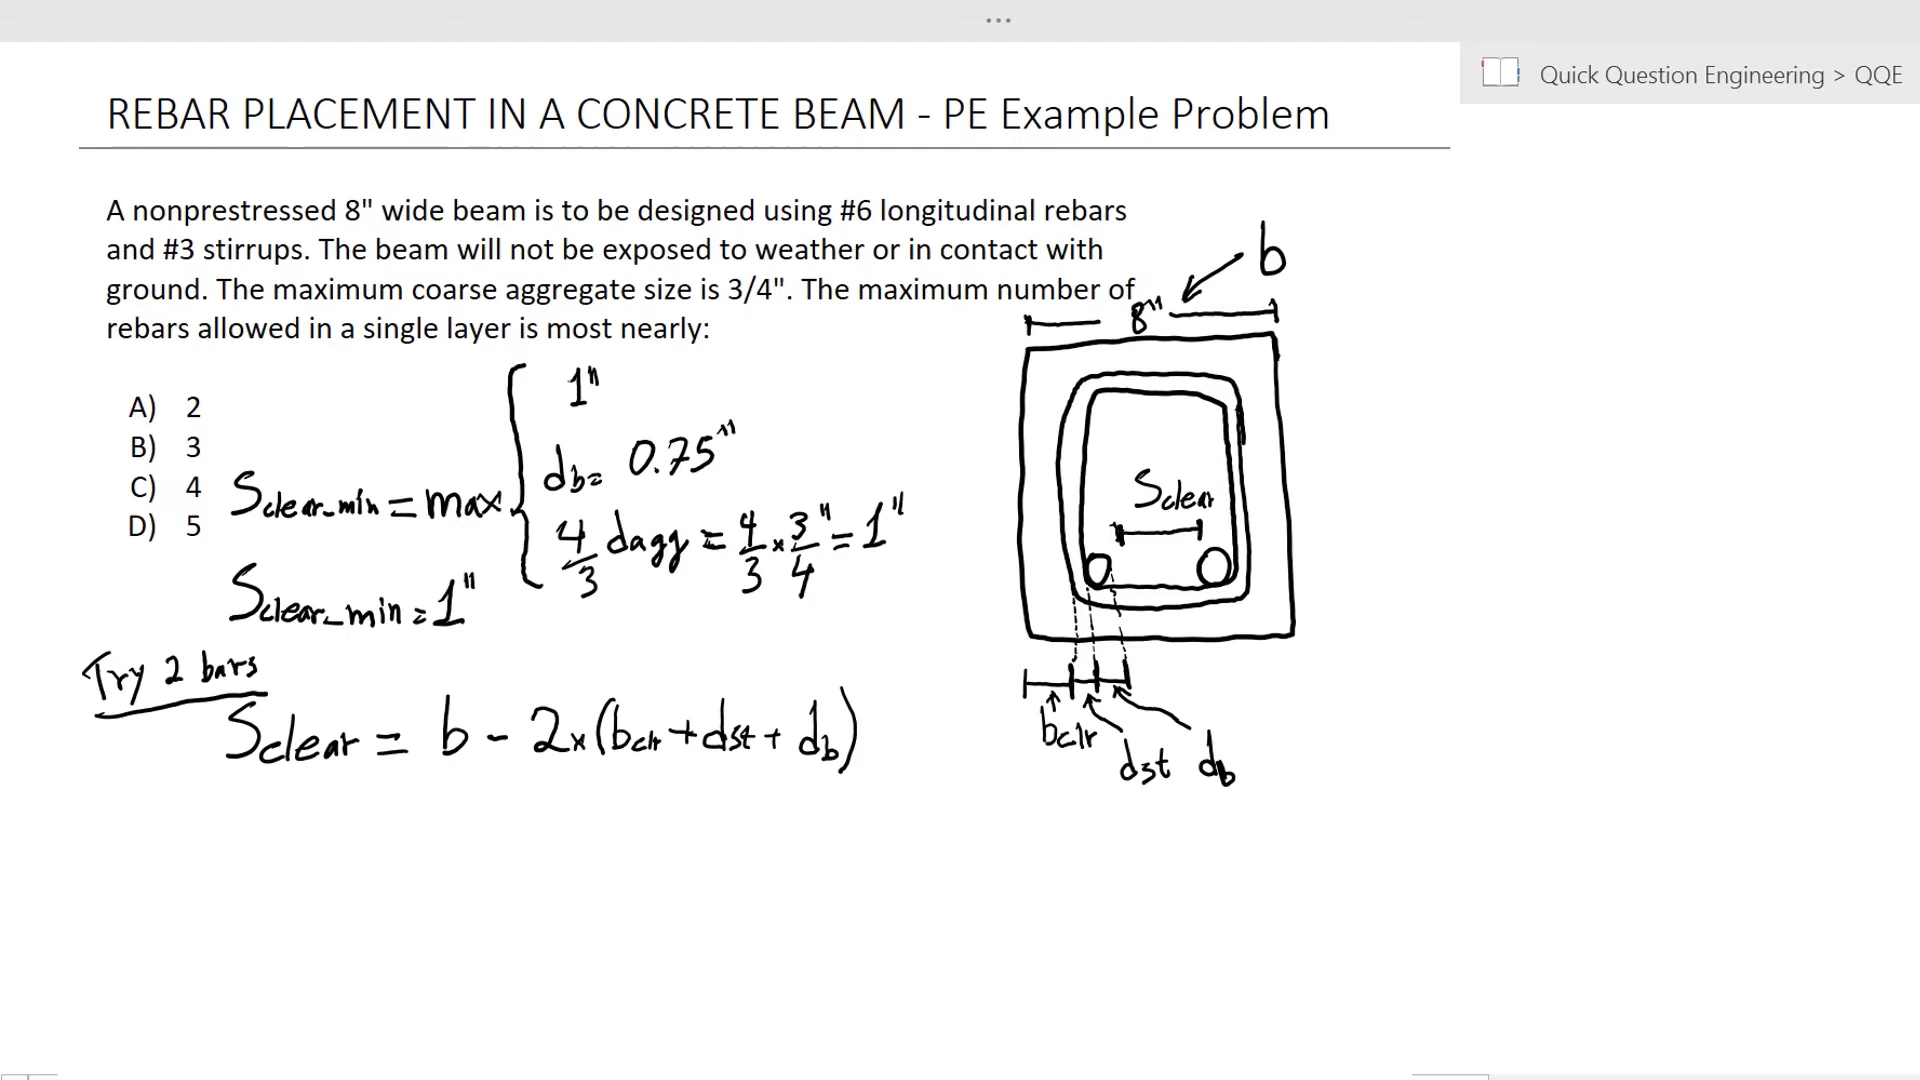 ...
Quick Question Engineering > QQE
REBAR PLACEMENT IN A CONCRETE BEAM - PE Example Problem
A nonprestressed 8" wide beam is to be designed using #6 longitudinal rebars
and #3 stirrups. The beam will not be exposed to weather or in contact with
ground. The maximum coarse aggregate size is 3/4". The maximum number of
rebars allowed in a single layer is most nearly:
A) 2
B) 3
C) 4
D) 5
Sclear_min = max { 1"
db = 0.75"
4/3 dagg = 4/3 x 3/4" = 1"
Sclear_min = 1"
Try 2 bars
Sclear = b - 2x(bclr + dst + db)
b
8"
Sclear
bclr
dst db